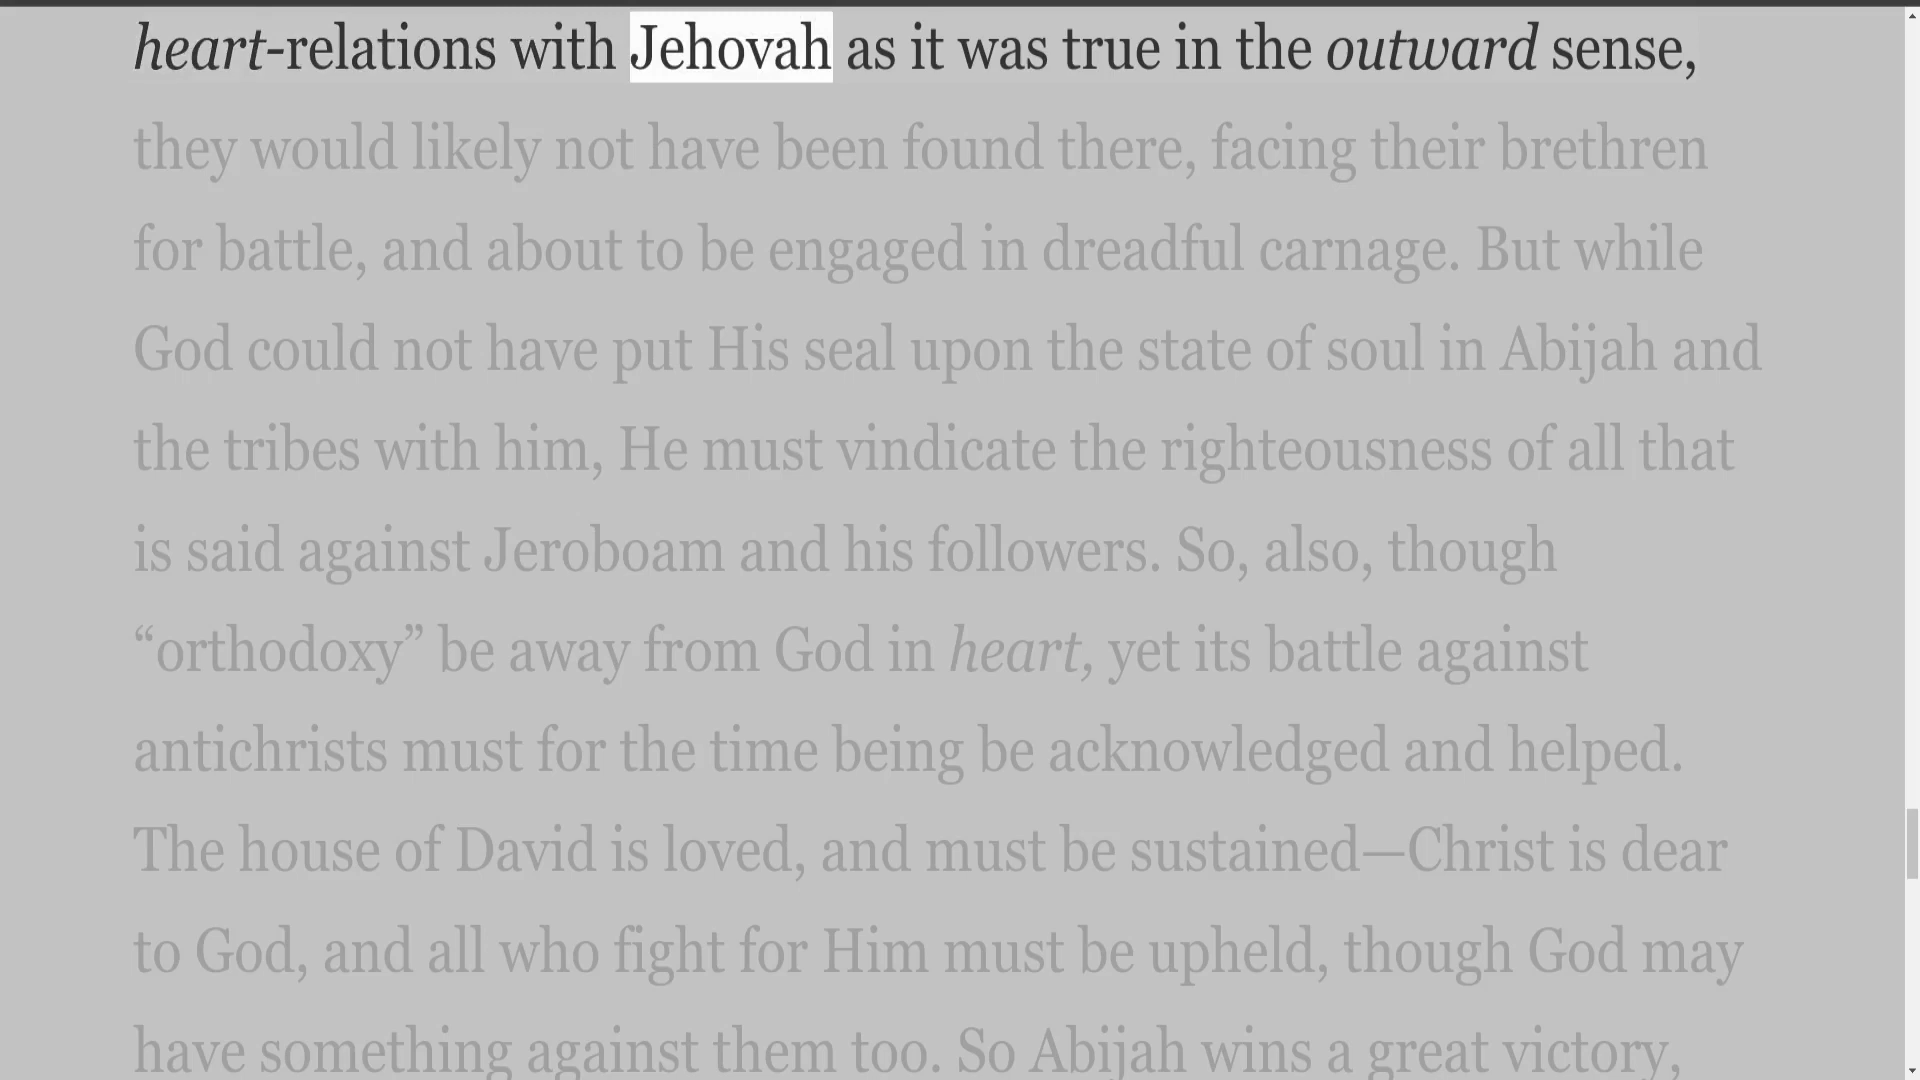 heart-relations with Jehovah as it was true in the outward sense,
they would likely not have been found there, facing their brethren
for battle, and about to be engaged in dreadful carnage. But while
God could not have put His seal upon the state of soul in Abijah and
the tribes with him, He must vindicate the righteousness of all that
is said against Jeroboam and his followers. So, also, though
“orthodoxy” be away from God in heart, yet its battle against
antichrists must for the time being be acknowledged and helped.
The house of David is loved, and must be sustained—Christ is dear
to God, and all who fight for Him must be upheld, though God may
have something against them too. So Abijah wins a great victory,